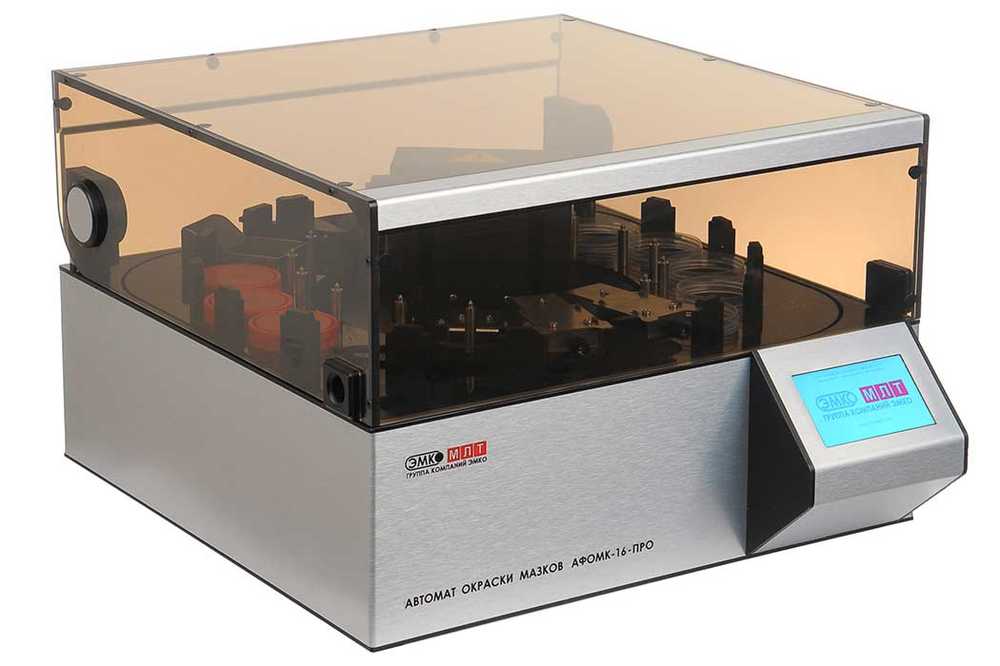 ЭМКО МЛТ
ГРУППА КОМПАНИЙ ЭМКО
ЭМКО МЛТ
ГРУППА КОМПАНИЙ ЭМКО
АВТОМАТ ОКРАСКИ МАЗКОВ АФОМК-16-ПРО